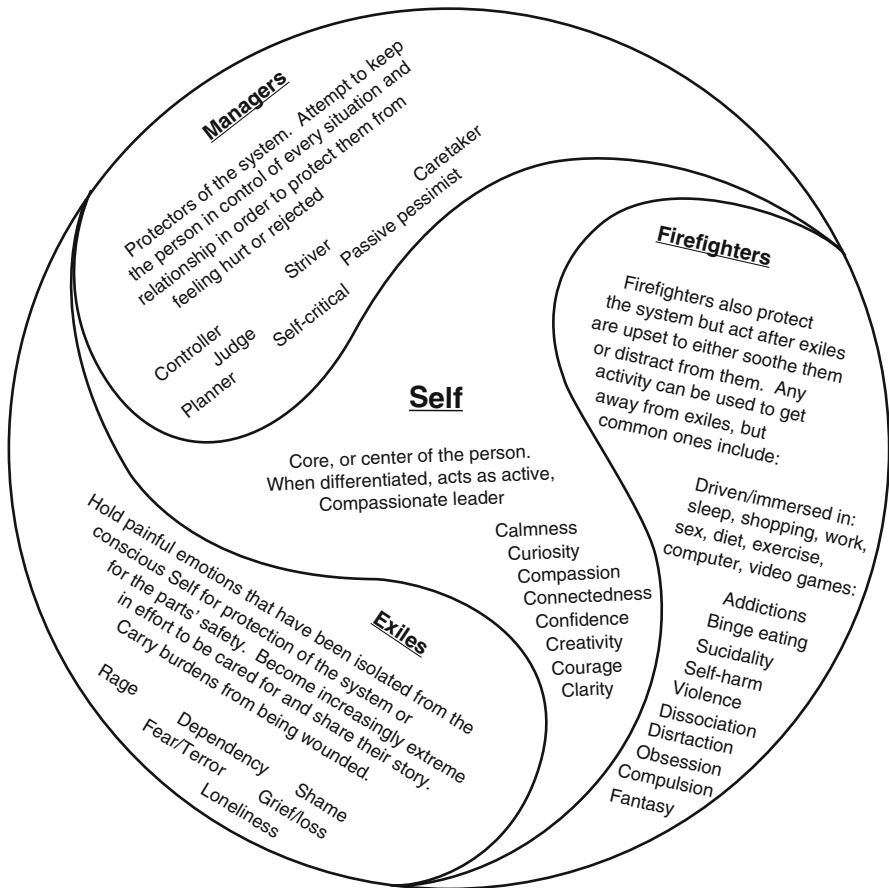 Managers
Protectors of the system. Attempt to keep
the person in control of every situation and
relationship in order to protect them from
feeling hurt or rejected
Caretaker
Striver
Passive pessimist
Controller
Judge
Self-critical
Planner
Firefighters
Firefighters also protect
the system but act after exiles
are upset to either soothe them
or distract from them. Any
activity can be used to get
away from exiles, but
common ones include:
Driven/immersed in:
sleep, shopping, work,
sex, diet, exercise,
computer, video games:
Addictions
Binge eating
Sucidality
Self-harm
Violence
Dissociation
Disrtaction
Obsession
Compulsion
Fantasy
Self
Core, or center of the person.
When differentiated, acts as active,
Compassionate leader
Calmness
Curiosity
Compassion
Connectedness
Confidence
Creativity
Courage
Clarity
Exiles
Hold painful emotions that have been isolated from the
conscious Self for protection of the system or
for the parts' safety. Become increasingly extreme
in effort to be cared for and share their story.
Carry burdens from being wounded.
Rage
Dependency
Shame
Fear/Terror
Grief/loss
Loneliness